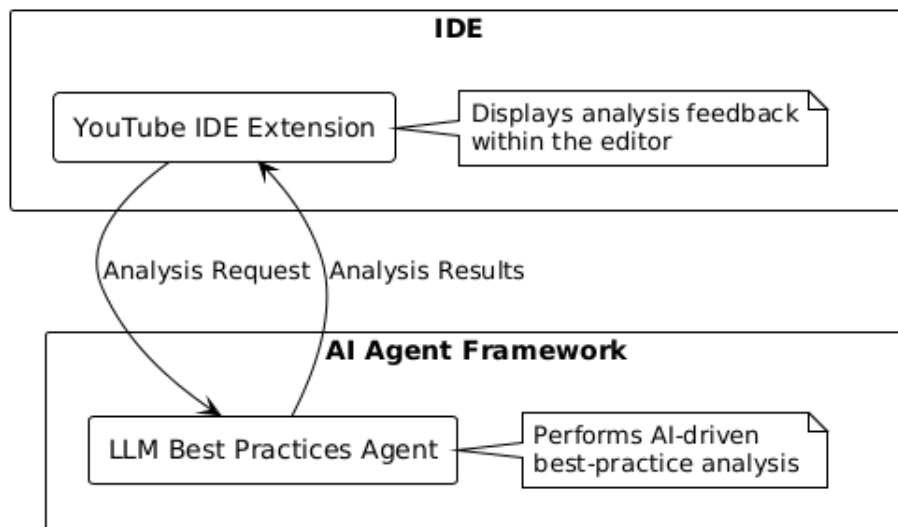 IDE
YouTube IDE Extension
Displays analysis feedback
within the editor
Analysis Request
Analysis Results
AI Agent Framework
LLM Best Practices Agent
Performs AI-driven
best-practice analysis